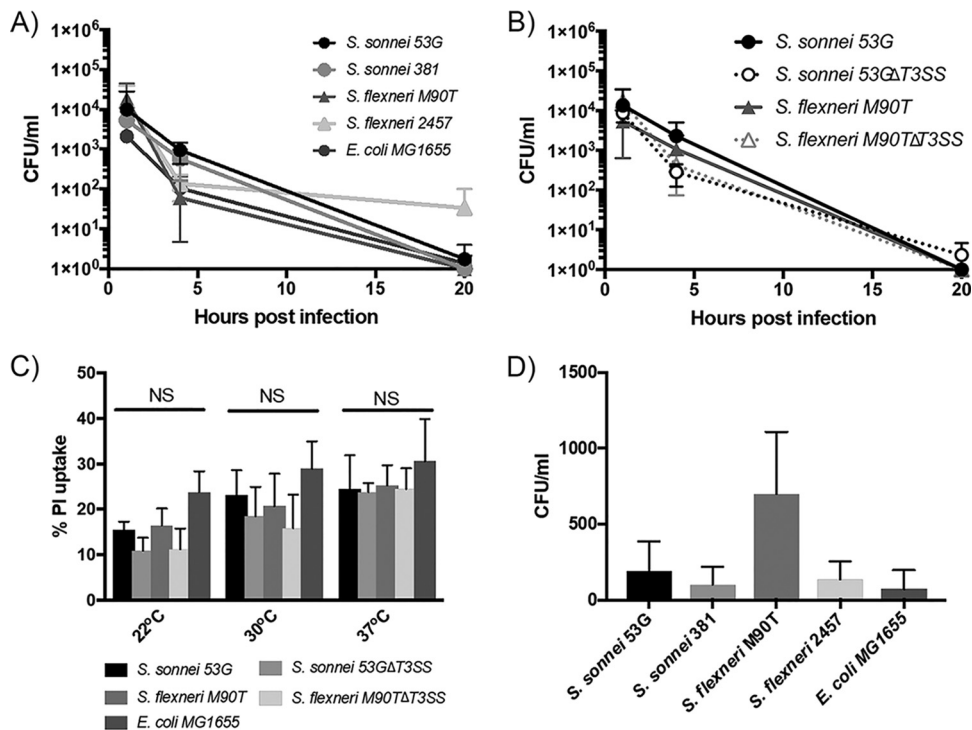 A)
CFU/ml
1×10⁶
1×10⁵
1×10⁴
1×10³
1×10²
1×10¹
1×10⁰
0
5
10
15
20
Hours post infection
S. sonnei 53G
S. sonnei 381
S. flexneri M90T
S. flexneri 2457
E. coli MG1655
B)
CFU/ml
1×10⁶
1×10⁵
1×10⁴
1×10³
1×10²
1×10¹
1×10⁰
0
5
10
15
20
Hours post infection
S. sonnei 53G
S. sonnei 53GΔT3SS
S. flexneri M90T
S. flexneri M90TΔT3SS
C)
% PI uptake
50
40
30
20
10
0
NS
NS
NS
22ºC
30ºC
37ºC
S. sonnei 53G
S. sonnei 53GΔT3SS
S. flexneri M90T
S. flexneri M90TΔT3SS
E. coli MG1655
D)
CFU/ml
1500
1000
500
0
S. sonnei 53G
S. sonnei 381
S. flexneri M90T
S. flexneri 2457
E. coli MG1655